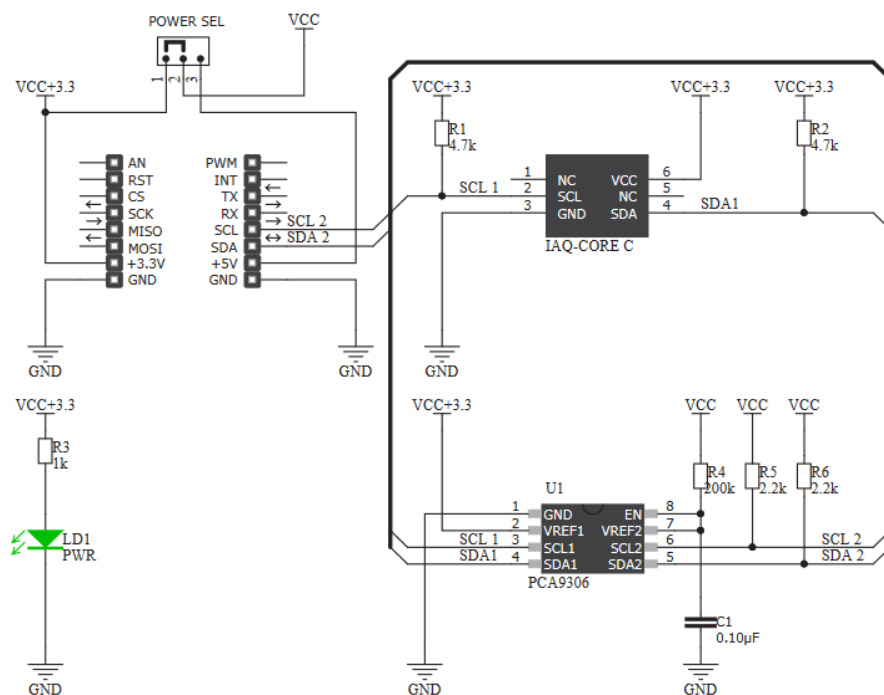 POWER SEL
VCC
1 2 3
VCC+3.3
VCC+3.3
VCC+3.3
VCC+3.3
R1
4.7k
R2
4.7k
AN
RST
CS
SCK
MISO
MOSI
+3.3V
GND
PWM
INT
TX
RX
SCL
SDA
+5V
GND
SCL 2
SDA 2
SCL 1
1 NC VCC 6
2 SCL NC 5
3 GND SDA 4
SDA1
IAQ-CORE C
GND
GND
GND
VCC+3.3
R3
1k
LD1
PWR
GND
VCC+3.3
VCC
VCC
VCC
R4
200k
R5
2.2k
R6
2.2k
U1
1 GND EN 8
2 VREF1 VREF2 7
SCL 1 3 SCL1 SCL2 6 SCL 2
SDA1 4 SDA1 SDA2 5 SDA 2
PCA9306
C1
0.10µF
GND
GND